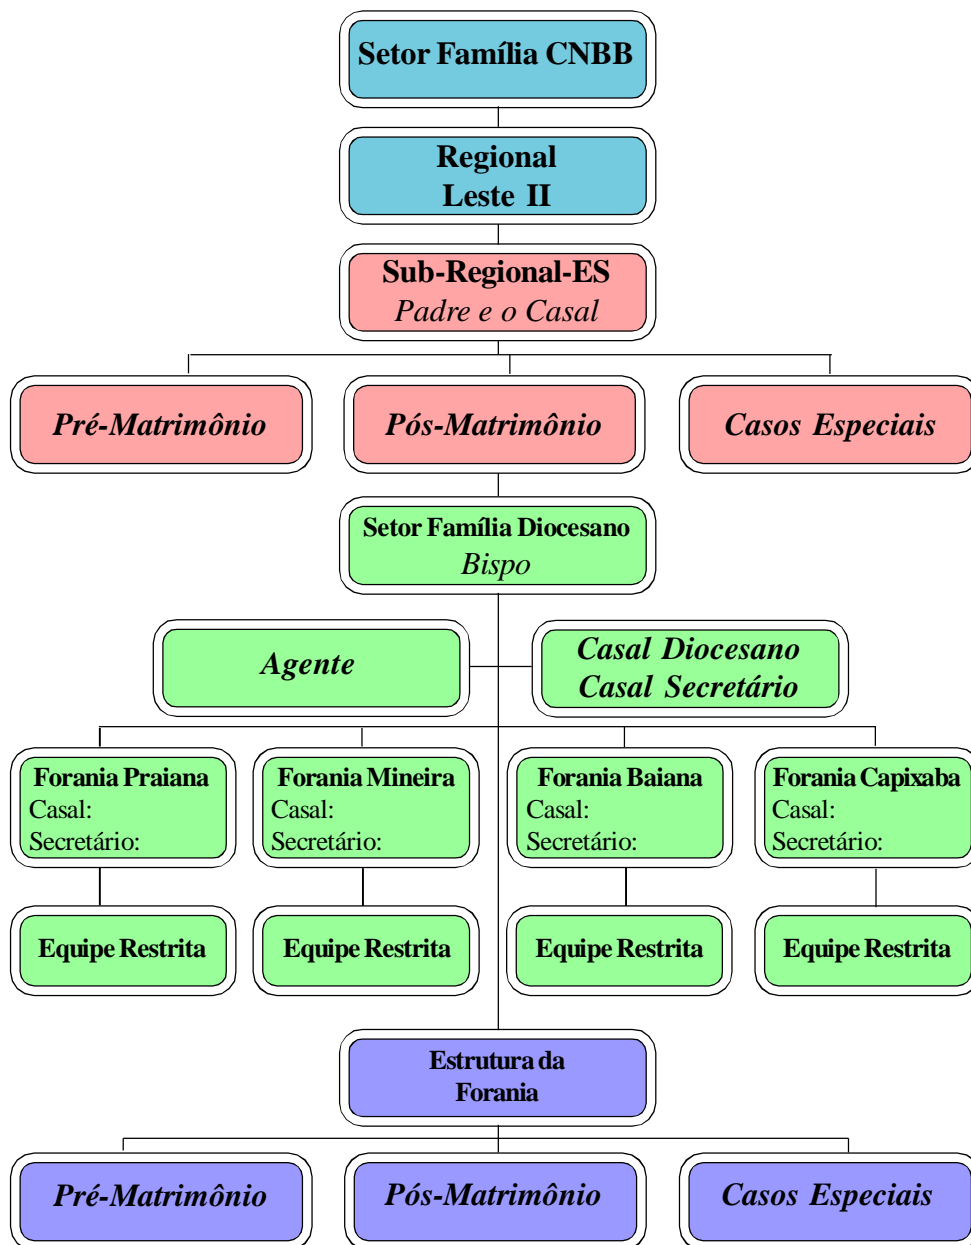 Setor Família CNBB
Regional
Leste II
Sub-Regional-ES
Padre e o Casal
Pré-Matrimônio
Pós-Matrimônio
Casos Especiais
Setor Família Diocesano
Bispo
Agente
Casal Diocesano
Casal Secretário
Forania Praiana
Casal:
Secretário:
Forania Mineira
Casal:
Secretário:
Forania Baiana
Casal:
Secretário:
Forania Capixaba
Casal:
Secretário:
Equipe Restrita
Equipe Restrita
Equipe Restrita
Equipe Restrita
Estrutura da
Forania
Pré-Matrimônio
Pós-Matrimônio
Casos Especiais